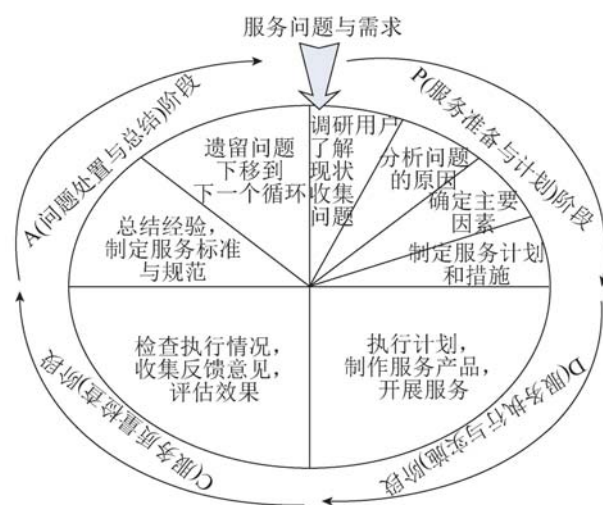 服务问题与需求
P(服务准备与计划)阶段
调研用户
了解
现状
收集
问题
分析问题
的原因
确定主要
因素
制定服务计划
和措施
D(服务执行与实施)阶段
执行计划，
制作服务产品，
开展服务
C(服务质量检查)阶段
检查执行情况，
收集反馈意见，
评估效果
A(问题处置与总结)阶段
总结经验，
制定服务标准
与规范
遗留问题
下移到
下一个循环